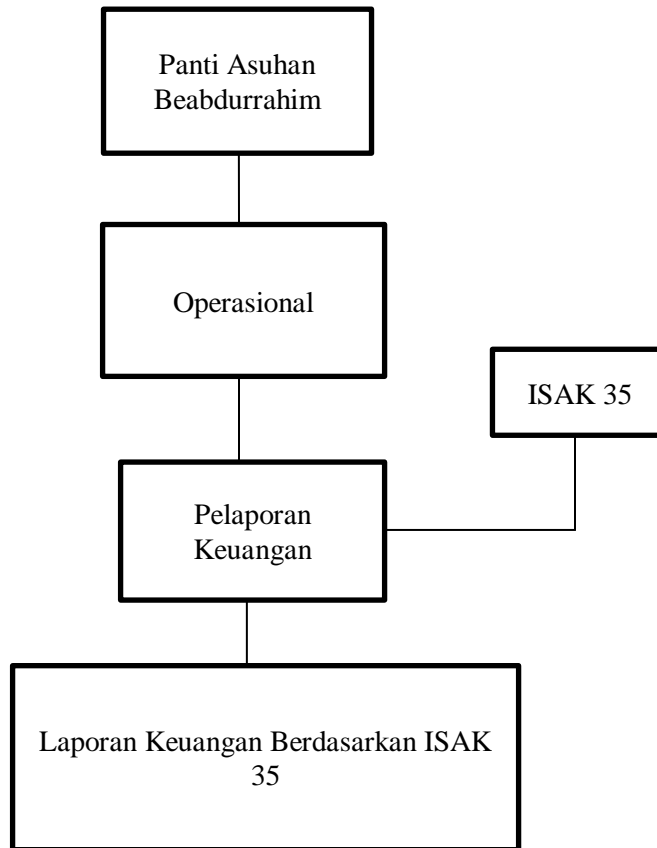 Panti Asuhan
Beabdurrahim
Operasional
ISAK 35
Pelaporan
Keuangan
Laporan Keuangan Berdasarkan ISAK
35